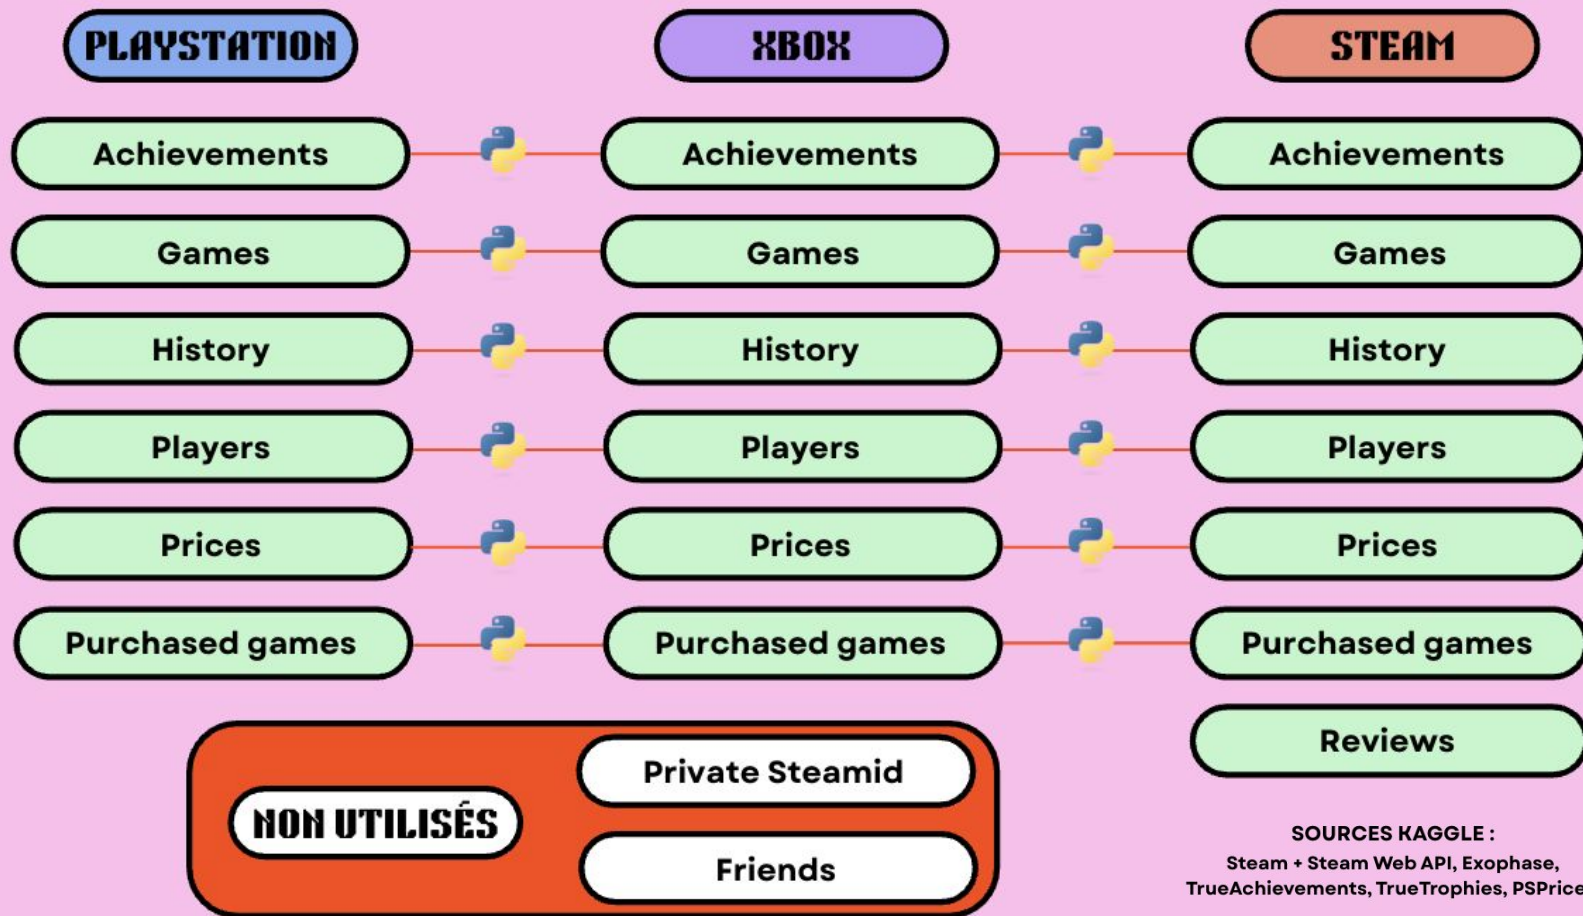 PLAYSTATION XBOX STEAM
Achievements Achievements Achievements
Games Games Games
History History History
Players Players Players
Prices Prices Prices
Purchased games Purchased games Purchased games
Reviews
NON UTILISÉS
Private Steamid
Friends
SOURCES KAGGLE :
Steam + Steam Web API, Exophase,
TrueAchievements, TrueTrophies, PSPrice